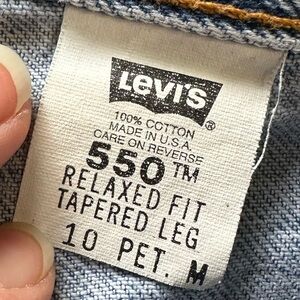 LEVI'S ®
100% COTTON
MADE IN U.S.A.
CARE ON REVERSE
550™
RELAXED FIT
TAPERED LEG
10 PET. M